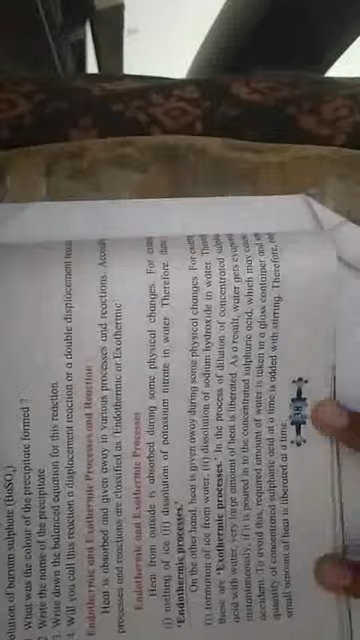 olution of barium sulphate (BaSO₄)
What was the colour of the precipitate formed ?
2 Write the name of the precipitate
3. Write down the balanced equation for this reaction.
4. Will you call this reaction a displacement reaction or a double displacement
Endothermic and Exothermic Processes and Reaction
Heat is absorbed and given away in various processes and reactions.
processes and reactions are classified as 'Endothermic or Exothermic'
Endothermic and Exothermic Processes
Heat from outside is absorbed during some physical changes. For
(i) melting of ice (ii) dissolution of potassium nitrate in water Therefore
'Endothermic processes.'
On the other hand, heat is given away during some physical changes For
(i) formation of ice from water, (ii) dissolution of sodium hydroxide in water
these are 'Exothermic processes.' In the process of dilution of concentrated
acid with water, very large amount of heat is liberated. As a result, water gets
instantaneously, if it is poured in to the concentrated sulphuric acid, which may
accident. To avoid this, required amount of water is taken in a glass container and
quantity of concentrated sulphuric acid at a time is added with stirring. Therefore,
small amount of heat is liberated at a time
38